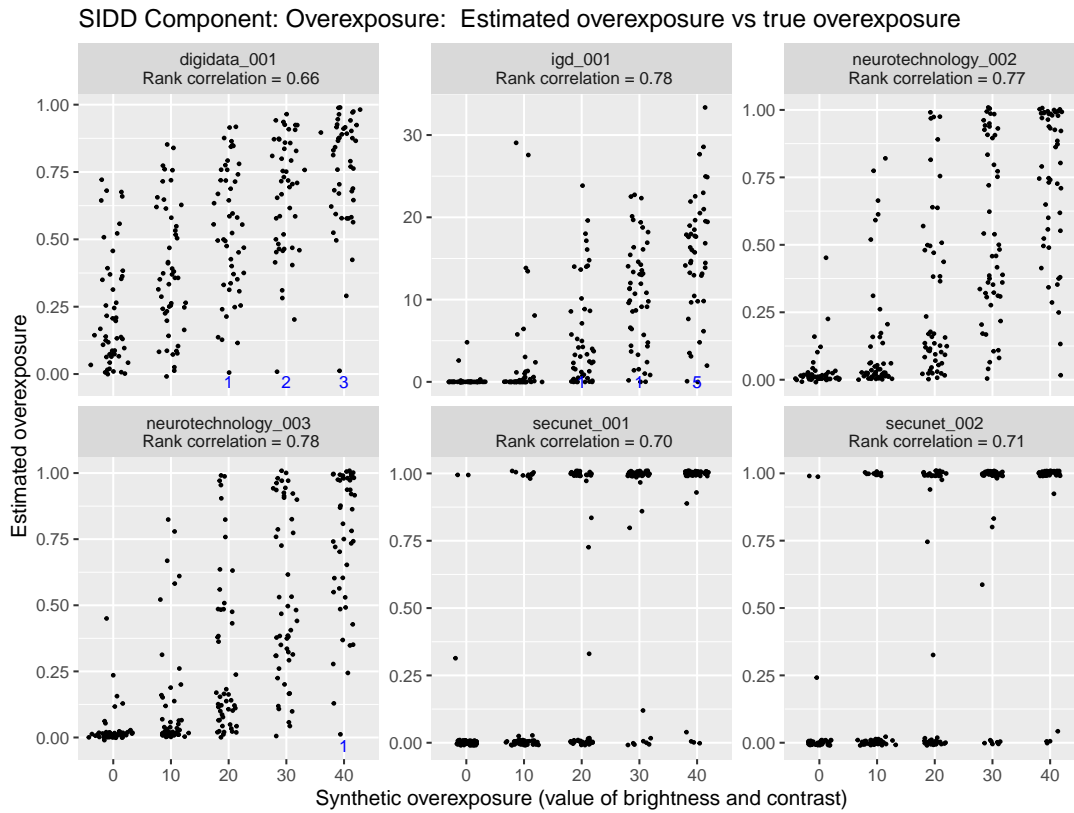 SIDD Component: Overexposure: Estimated overexposure vs true overexposure
digidata_001
Rank correlation = 0.66
igd_001
Rank correlation = 0.78
neurotechnology_002
Rank correlation = 0.77
1.00
0.75
0.50
0.25
0.00
1
2
3
30
20
10
0
1
1
5
1.00
0.75
0.50
0.25
0.00
Estimated overexposure
neurotechnology_003
Rank correlation = 0.78
secunet_001
Rank correlation = 0.70
secunet_002
Rank correlation = 0.71
1.00
0.75
0.50
0.25
0.00
1
1.00
0.75
0.50
0.25
0.00
1.00
0.75
0.50
0.25
0.00
0 10 20 30 40
0 10 20 30 40
0 10 20 30 40
Synthetic overexposure (value of brightness and contrast)